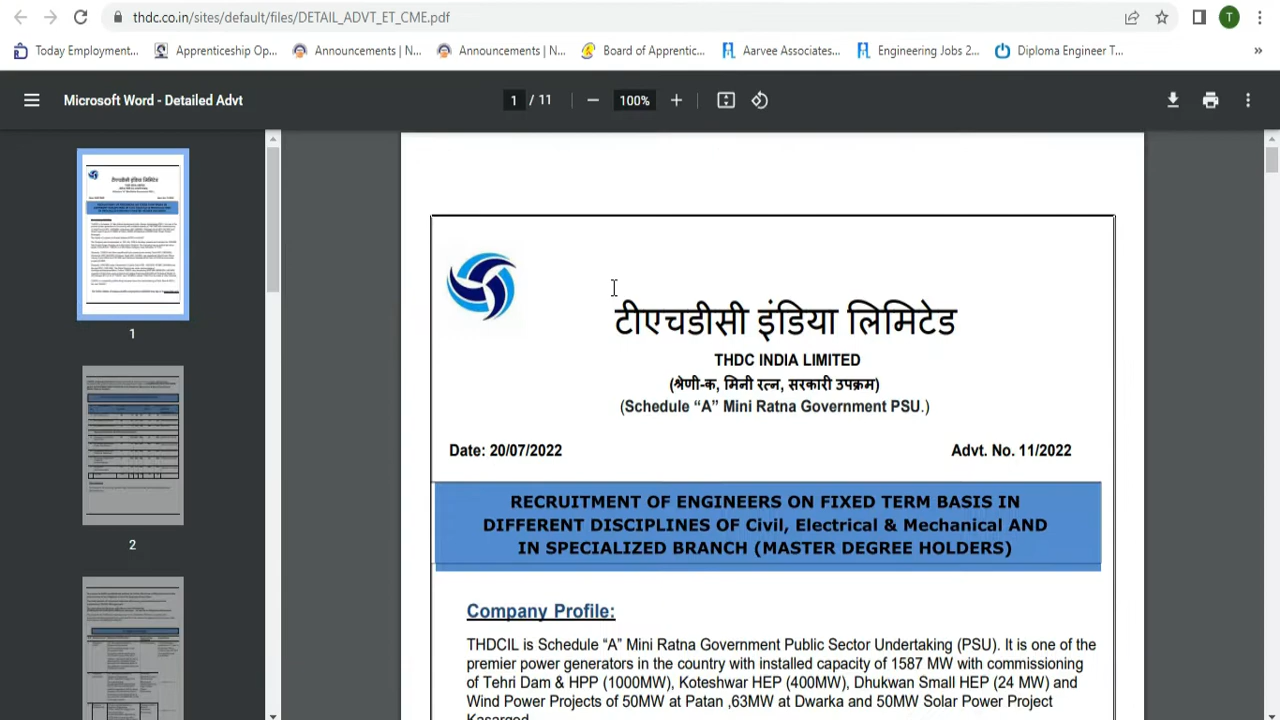 thdc.co.in/sites/default/files/DETAIL_ADVT_ET_CME.pdf
T
Today Employment...
Apprenticeship Op...
Announcements | N...
Announcements | N...
Board of Apprentic...
Aarvee Associates...
Engineering Jobs 2...
Diploma Engineer T...
»
Microsoft Word - Detailed Advt
1 / 11
100%
1
2
टीएचडीसी इंडिया लिमिटेड
THDC INDIA LIMITED
(श्रेणी-क, मिनी रत्न, सरकारी उपक्रम)
(Schedule “A” Mini Ratna Government PSU.)
Date: 20/07/2022 Advt. No. 11/2022
RECRUITMENT OF ENGINEERS ON FIXED TERM BASIS IN
DIFFERENT DISCIPLINES OF Civil, Electrical & Mechanical AND
IN SPECIALIZED BRANCH (MASTER DEGREE HOLDERS)
Company Profile:
THDCIL is Schedule “A” Mini Ratna Government Public Sector Undertaking (PSU). It is one of the
premier power generators in the country with installed capacity of 1587 MW with commissioning
of Tehri Dam & HPP (1000MW), Koteshwar HEP (400MW), Dhukwan Small HEP (24 MW) and
Wind Power Projects of 50MW at Patan ,63MW at Dwarka and 50MW Solar Power Project
Kasargod